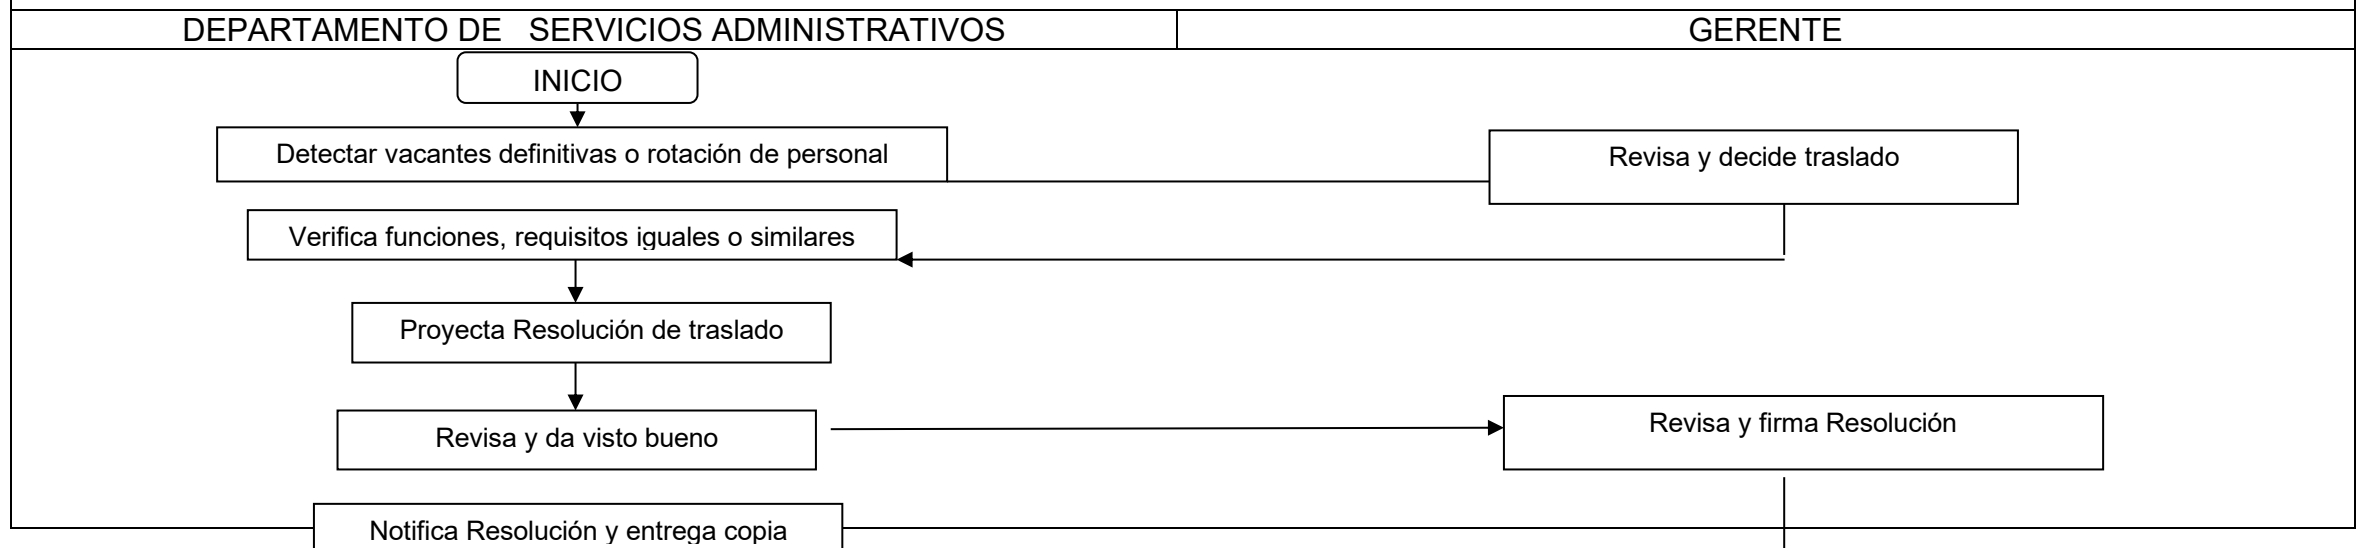 DEPARTAMENTO DE SERVICIOS ADMINISTRATIVOS
GERENTE
INICIO
Detectar vacantes definitivas o rotación de personal
Revisa y decide traslado
Verifica funciones, requisitos iguales o similares
Proyecta Resolución de traslado
Revisa y da visto bueno
Revisa y firma Resolución
Notifica Resolución y entrega copia